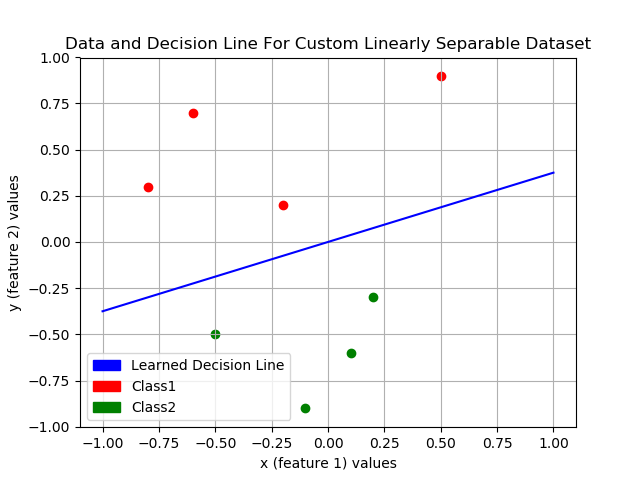 Data and Decision Line For Custom Linearly Separable Dataset
1.00
0.75
0.50
0.25
0.00
−0.25
−0.50
−0.75
−1.00
y (feature 2) values
Learned Decision Line
Class1
Class2
−1.00 −0.75 −0.50 −0.25 0.00 0.25 0.50 0.75 1.00
x (feature 1) values